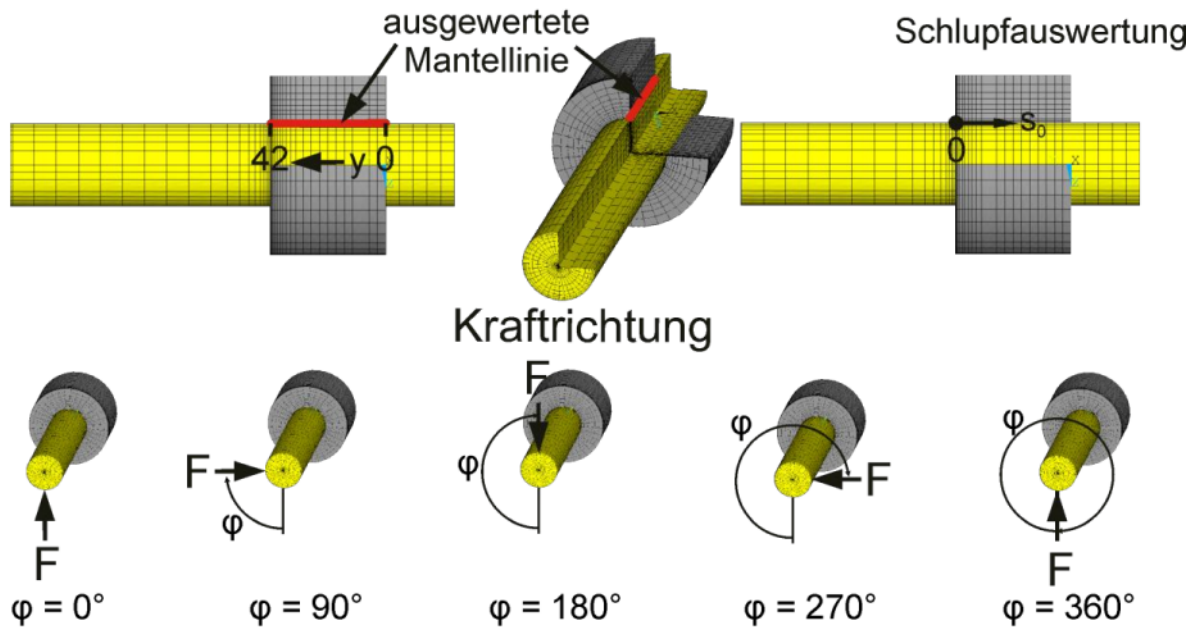 ausgewertete
Mantellinie
Schlupfauswertung
42 y 0
s₀
0
x
Kraftrichtung
F
F
F
F
F
φ
φ
φ
φ
φ = 0°
φ = 90°
φ = 180°
φ = 270°
φ = 360°